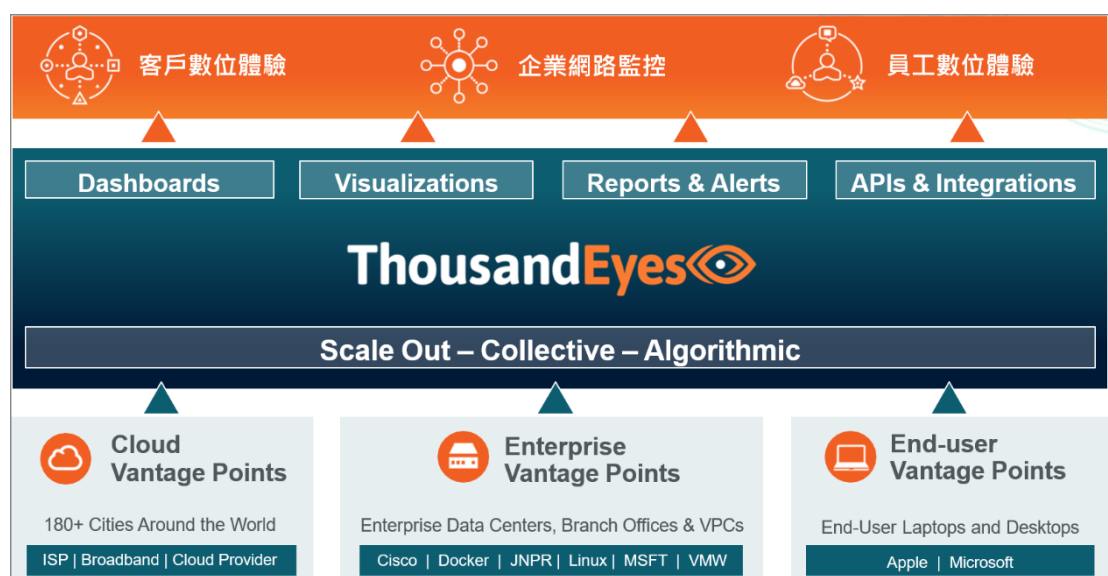 客戶數位體驗
企業網路監控
員工數位體驗
Dashboards
Visualizations
Reports & Alerts
APIs & Integrations
ThousandEyes
Scale Out – Collective – Algorithmic
Cloud
Vantage Points
180+ Cities Around the World
ISP | Broadband | Cloud Provider
Enterprise
Vantage Points
Enterprise Data Centers, Branch Offices & VPCs
Cisco | Docker | JNPR | Linux | MSFT | VMW
End-user
Vantage Points
End-User Laptops and Desktops
Apple | Microsoft